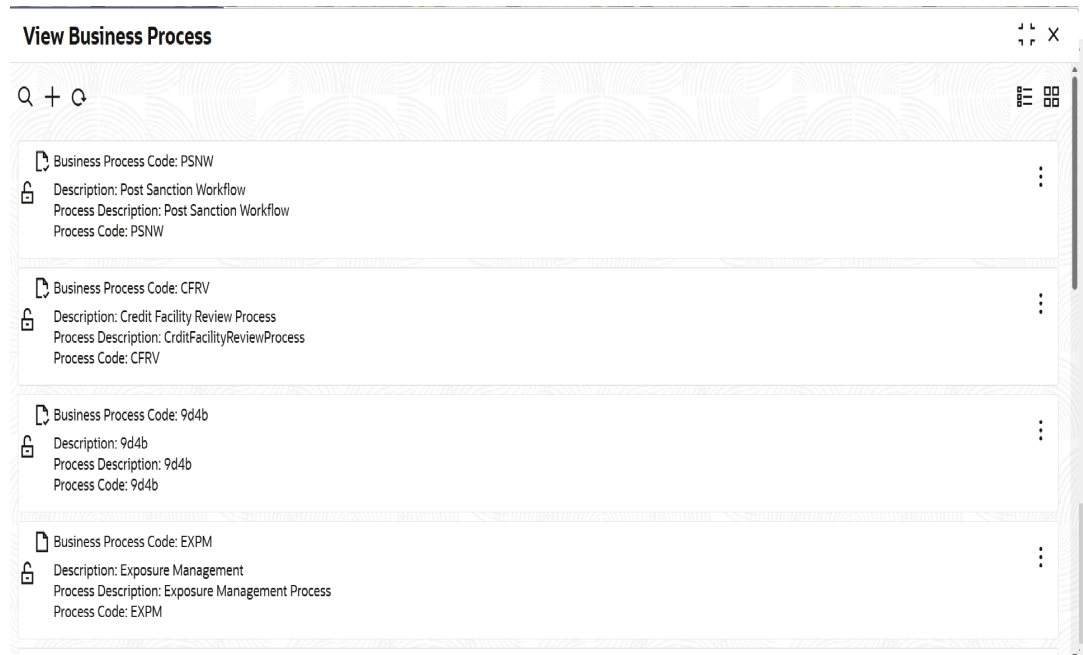 View Business Process
Business Process Code: PSNW
Description: Post Sanction Workflow
Process Description: Post Sanction Workflow
Process Code: PSNW
Business Process Code: CFRV
Description: Credit Facility Review Process
Process Description: CrditFacilityReviewProcess
Process Code: CFRV
Business Process Code: 9d4b
Description: 9d4b
Process Description: 9d4b
Process Code: 9d4b
Business Process Code: EXPM
Description: Exposure Management
Process Description: Exposure Management Process
Process Code: EXPM